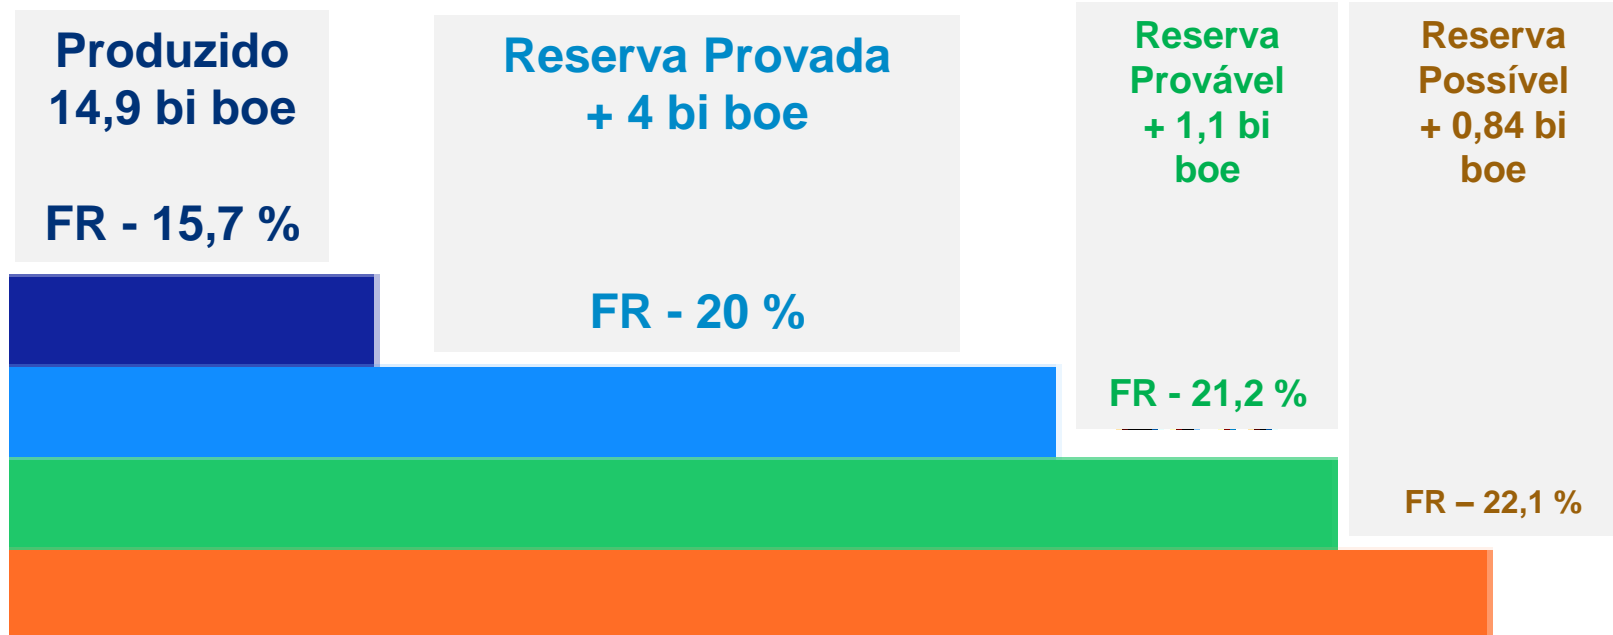 Produzido
14,9 bi boe
FR - 15,7 %
Reserva Provada
+ 4 bi boe
FR - 20 %
Reserva
Provável
+ 1,1 bi
boe
FR - 21,2 %
Reserva
Possível
+ 0,84 bi
boe
FR – 22,1 %